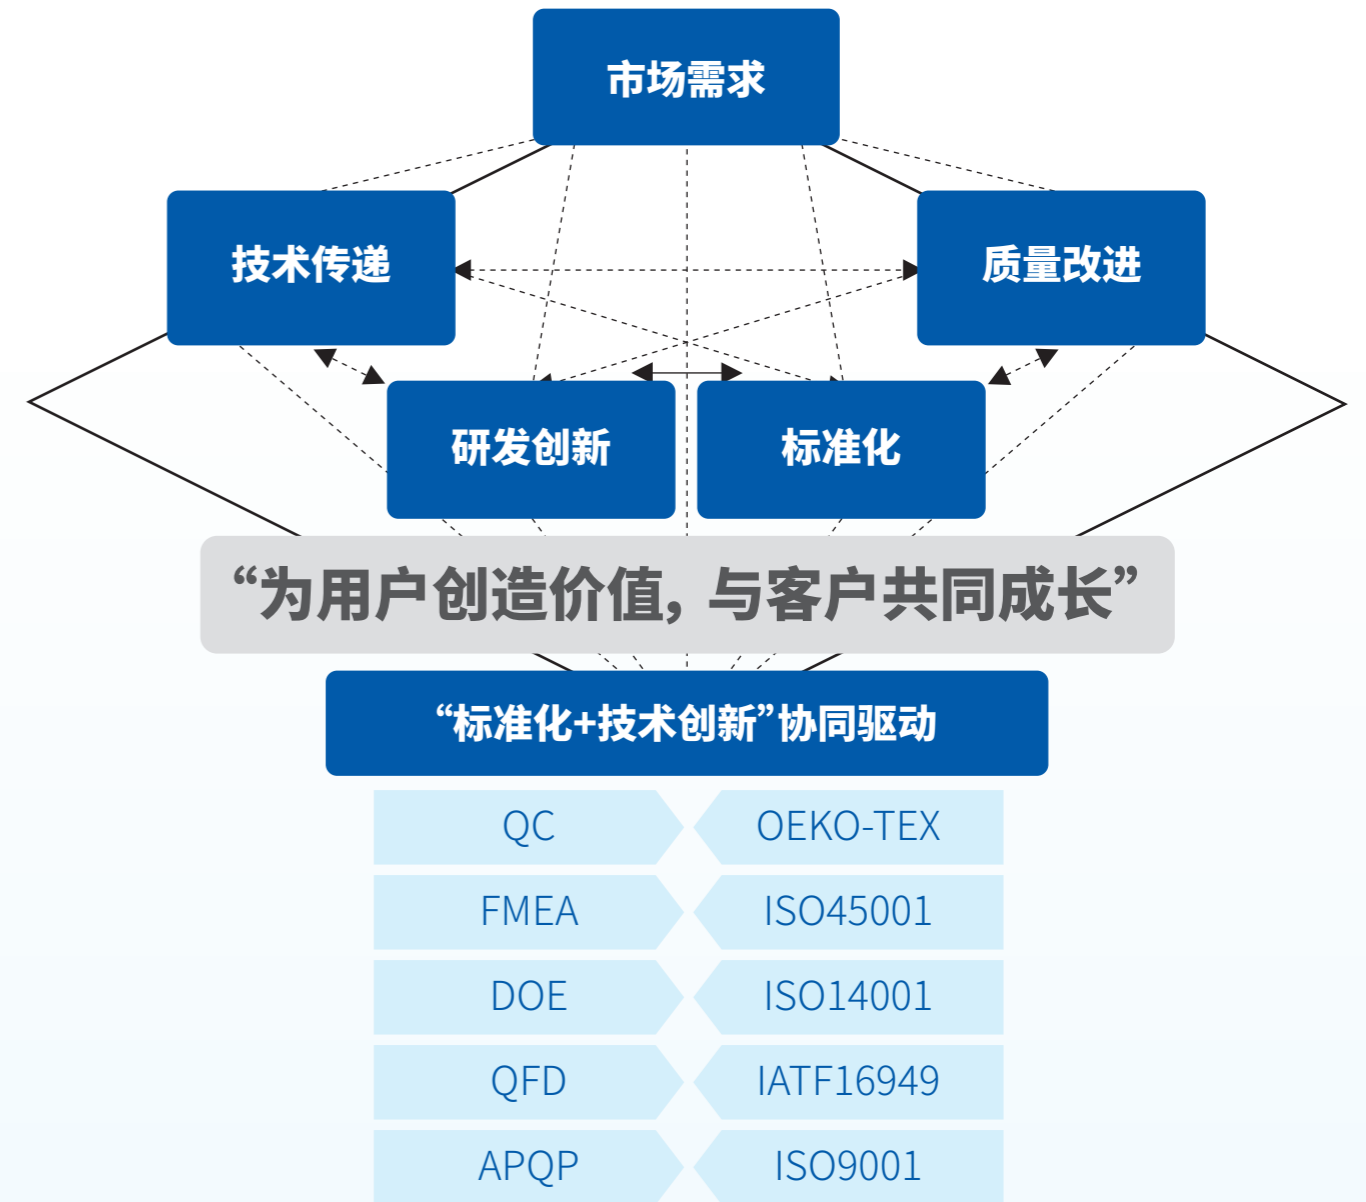 市场需求
技术传递
质量改进
研发创新
标准化
“为用户创造价值，与客户共同成长”
“标准化+技术创新”协同驱动
QC
OEKO-TEX
FMEA
ISO45001
DOE
ISO14001
QFD
IATF16949
APQP
ISO9001